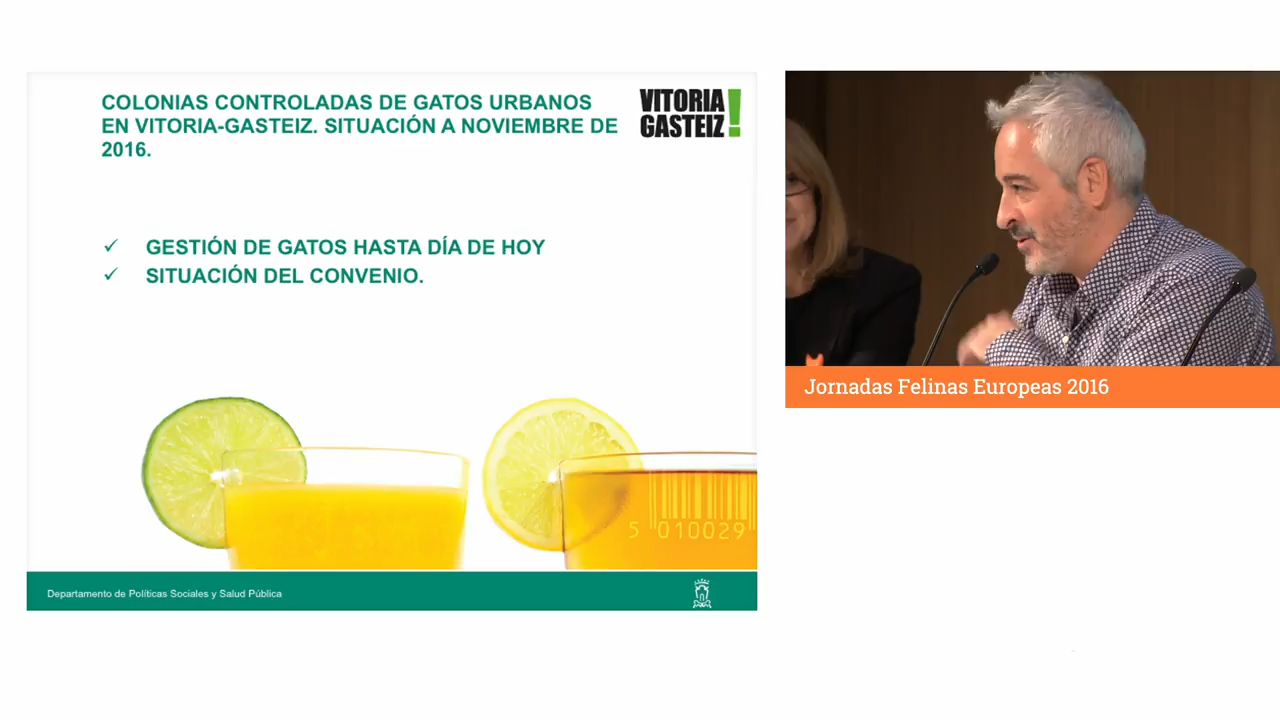 COLONIAS CONTROLADAS DE GATOS URBANOS
EN VITORIA-GASTEIZ. SITUACIÓN A NOVIEMBRE DE
2016.
VITORIA
GASTEIZ!
✓ GESTIÓN DE GATOS HASTA DÍA DE HOY
✓ SITUACIÓN DEL CONVENIO.
5 010029
Departamento de Políticas Sociales y Salud Pública
Jornadas Felinas Europeas 2016